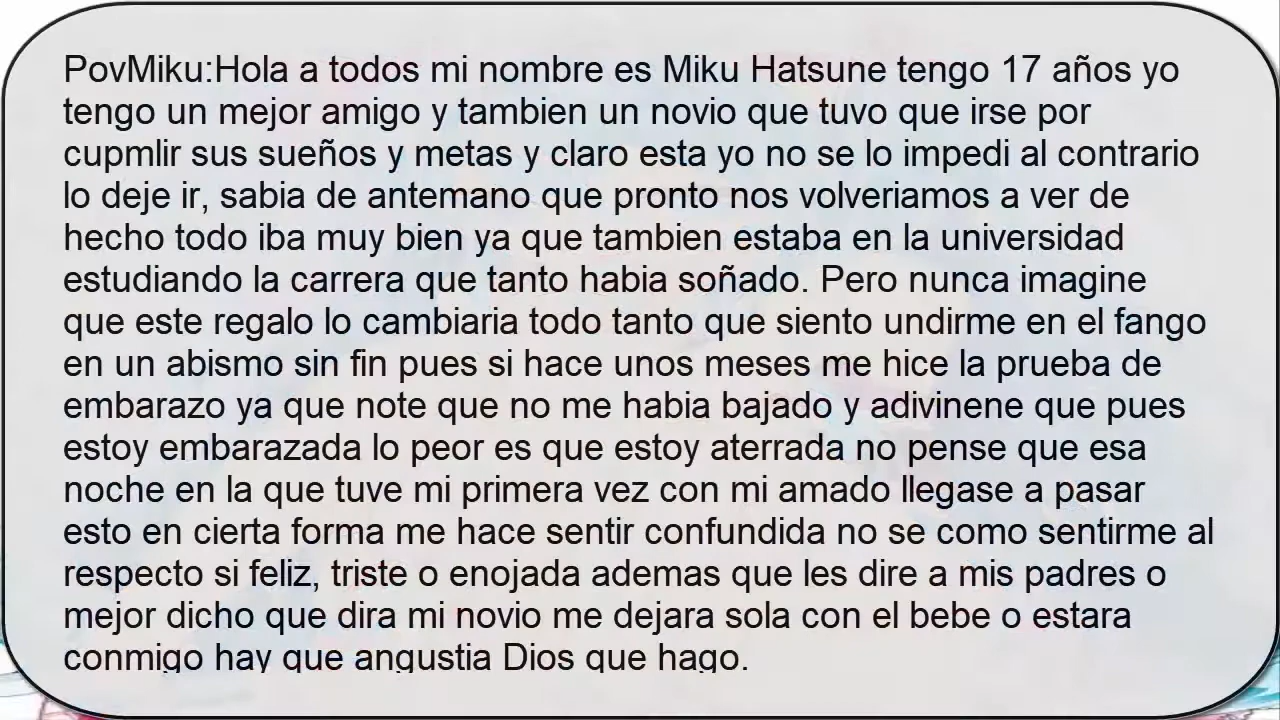 PovMiku:Hola a todos mi nombre es Miku Hatsune tengo 17 años yo
tengo un mejor amigo y tambien un novio que tuvo que irse por
cupmlir sus sueños y metas y claro esta yo no se lo impedi al contrario
lo deje ir, sabia de antemano que pronto nos volveriamos a ver de
hecho todo iba muy bien ya que tambien estaba en la universidad
estudiando la carrera que tanto habia soñado. Pero nunca imagine
que este regalo lo cambiaria todo tanto que siento undirme en el fango
en un abismo sin fin pues si hace unos meses me hice la prueba de
embarazo ya que note que no me habia bajado y adivinene que pues
estoy embarazada lo peor es que estoy aterrada no pense que esa
noche en la que tuve mi primera vez con mi amado llegase a pasar
esto en cierta forma me hace sentir confundida no se como sentirme al
respecto si feliz, triste o enojada ademas que les dire a mis padres o
mejor dicho que dira mi novio me dejara sola con el bebe o estara
conmigo hay que angustia Dios que hago.